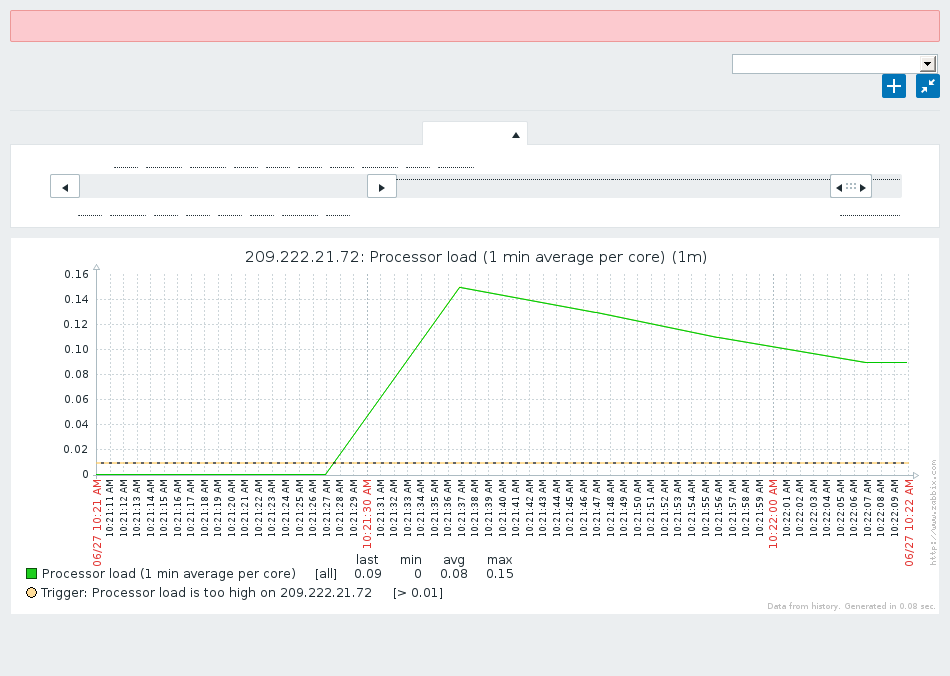 209.222.21.72: Processor load (1 min average per core) (1m)
0.16
0.14
0.12
0.10
0.08
0.06
0.04
0.02
0
06/27 10:21 AM
10:21:11 AM
10:21:12 AM
10:21:13 AM
10:21:14 AM
10:21:15 AM
10:21:16 AM
10:21:17 AM
10:21:18 AM
10:21:19 AM
10:21:20 AM
10:21:21 AM
10:21:22 AM
10:21:23 AM
10:21:24 AM
10:21:25 AM
10:21:26 AM
10:21:27 AM
10:21:28 AM
10:21:29 AM
10:21:30 AM
10:21:31 AM
10:21:32 AM
10:21:33 AM
10:21:34 AM
10:21:35 AM
10:21:36 AM
10:21:37 AM
10:21:38 AM
10:21:39 AM
10:21:40 AM
10:21:41 AM
10:21:42 AM
10:21:43 AM
10:21:44 AM
10:21:45 AM
10:21:46 AM
10:21:47 AM
10:21:48 AM
10:21:49 AM
10:21:50 AM
10:21:51 AM
10:21:52 AM
10:21:53 AM
10:21:54 AM
10:21:55 AM
10:21:56 AM
10:21:57 AM
10:21:58 AM
10:21:59 AM
10:22:00 AM
10:22:01 AM
10:22:02 AM
10:22:03 AM
10:22:04 AM
10:22:05 AM
10:22:06 AM
10:22:07 AM
10:22:08 AM
10:22:09 AM
06/27 10:22 AM
http://www.zabbix.com
last min avg max
Processor load (1 min average per core) [all] 0.09 0 0.08 0.15
Trigger: Processor load is too high on 209.222.21.72 [> 0.01]
Data from history. Generated in 0.08 sec.